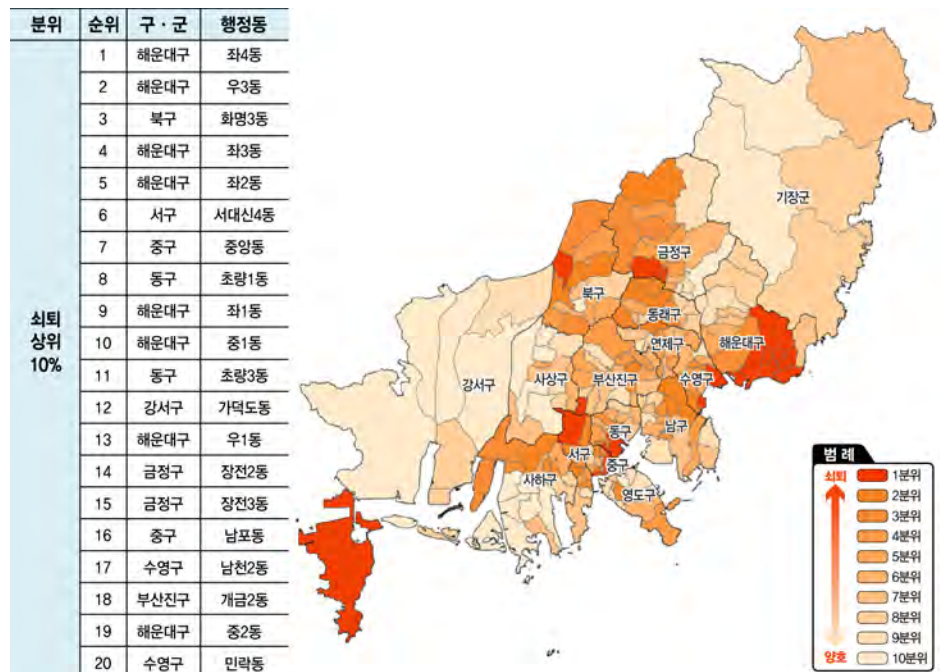 분위 순위 구·군 행정동
쇠퇴
상위
10%
1 해운대구 좌4동
2 해운대구 우3동
3 북구 화명3동
4 해운대구 좌3동
5 해운대구 좌2동
6 서구 서대신4동
7 중구 중앙동
8 동구 초량1동
9 해운대구 좌1동
10 해운대구 중1동
11 동구 초량3동
12 강서구 가덕도동
13 해운대구 우1동
14 금정구 장전2동
15 금정구 장전3동
16 중구 남포동
17 수영구 남천2동
18 부산진구 개금2동
19 해운대구 중2동
20 수영구 민락동
기장군
금정구
북구
동래구
연제구
해운대구
강서구
사상구
부산진구
수영구
동구
남구
서구
중구
사하구
영도구
범 례
쇠퇴
1분위
2분위
3분위
4분위
5분위
6분위
7분위
8분위
9분위
양호
10분위